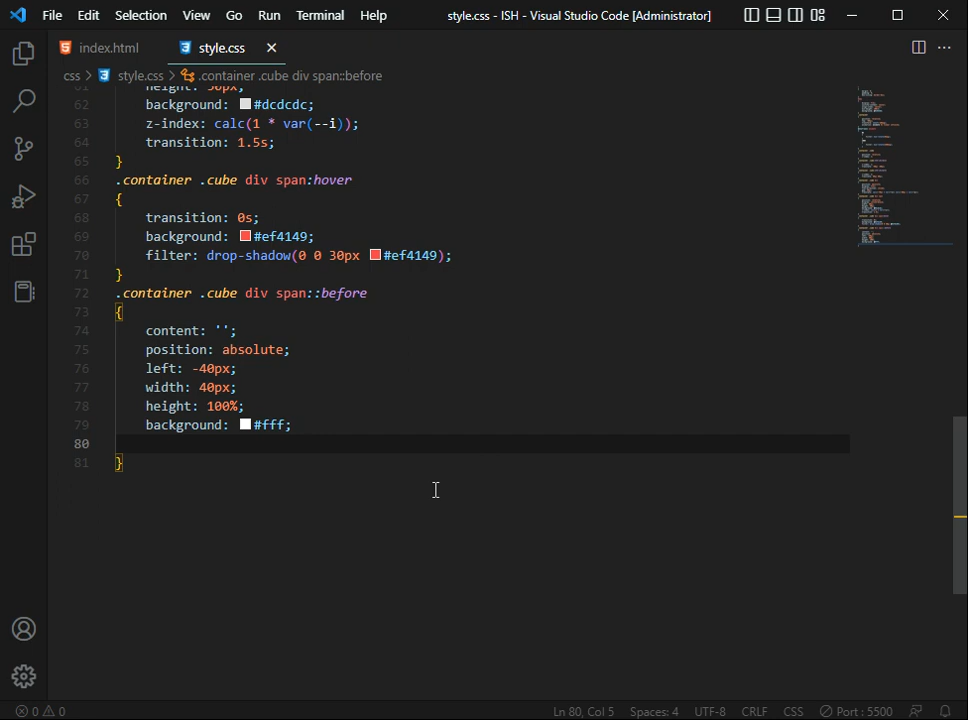 File Edit Selection View Go Run Terminal Help style.css - ISH - Visual Studio Code [Administrator]
index.html style.css
css > style.css > .container .cube div span::before
61 height: 50px;
62 background: #dcdcdc;
63 z-index: calc(1 * var(--i));
64 transition: 1.5s;
65 }
66 .container .cube div span:hover
67 {
68 transition: 0s;
69 background: #ef4149;
70 filter: drop-shadow(0 0 30px #ef4149);
71 }
72 .container .cube div span::before
73 {
74 content: '';
75 position: absolute;
76 left: -40px;
77 width: 40px;
78 height: 100%;
79 background: #fff;
80
81 }
0 0 Ln 80, Col 5 Spaces: 4 UTF-8 CRLF CSS Port : 5500